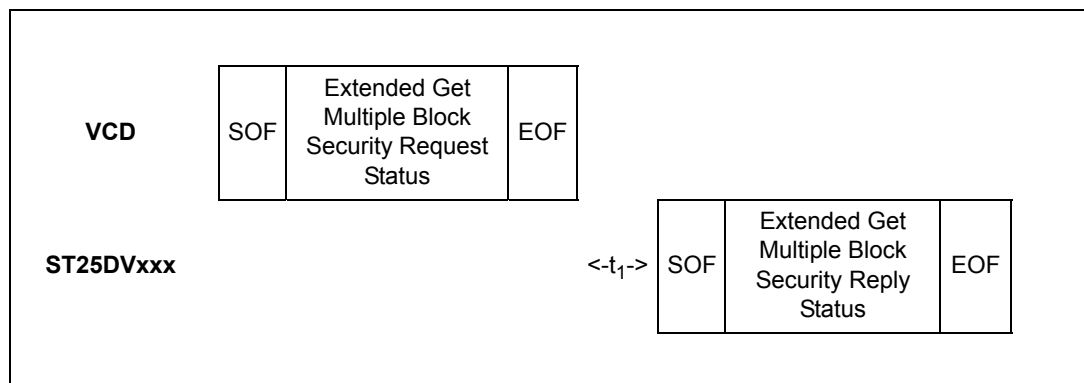 VCD
SOF
Extended Get
Multiple Block
Security Request
Status
EOF
ST25DVxxx
<-t1->
SOF
Extended Get
Multiple Block
Security Reply
Status
EOF